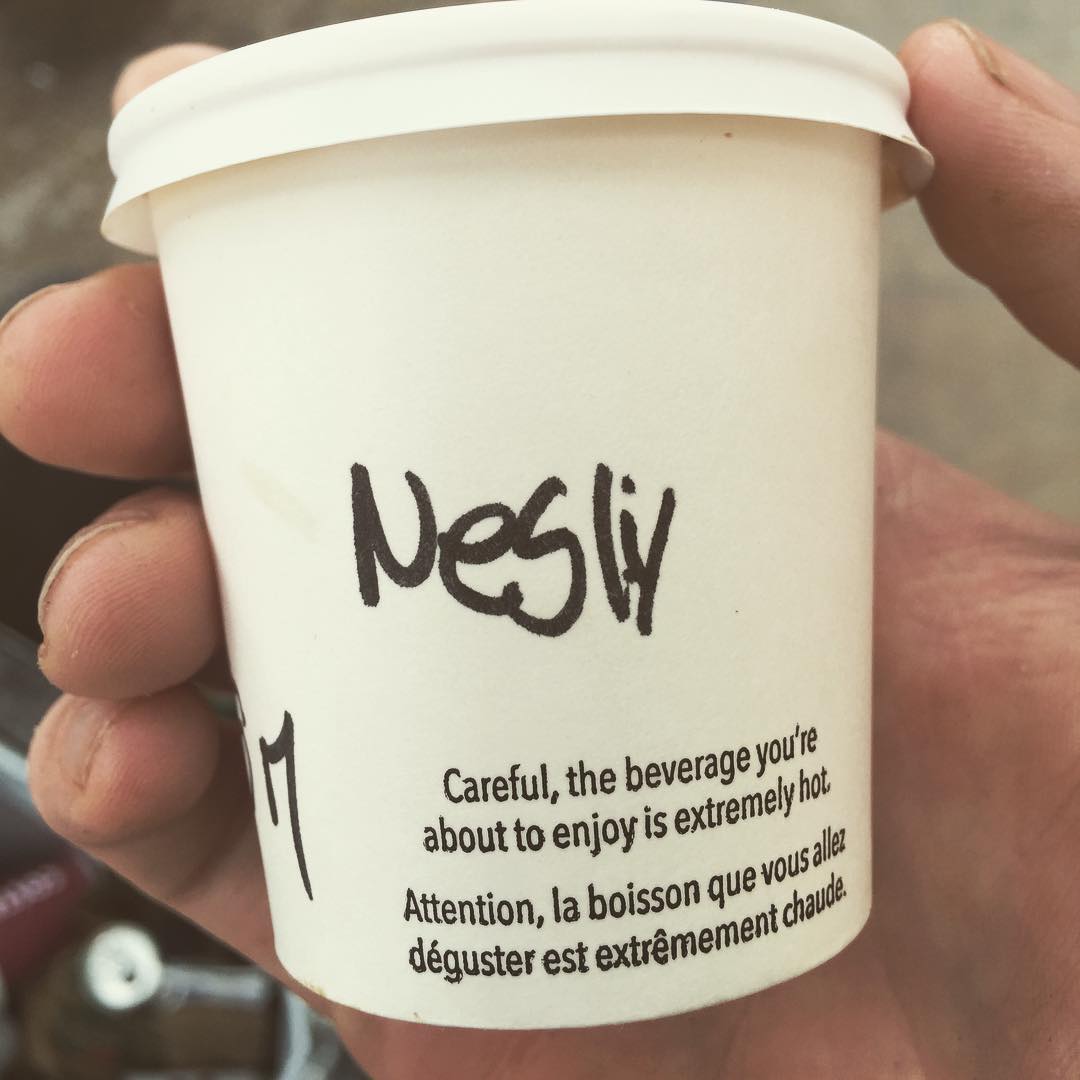 Nesliy
M
Careful, the beverage you're
about to enjoy is extremely hot.
Attention, la boisson que vous allez
déguster est extrêmement chaude.